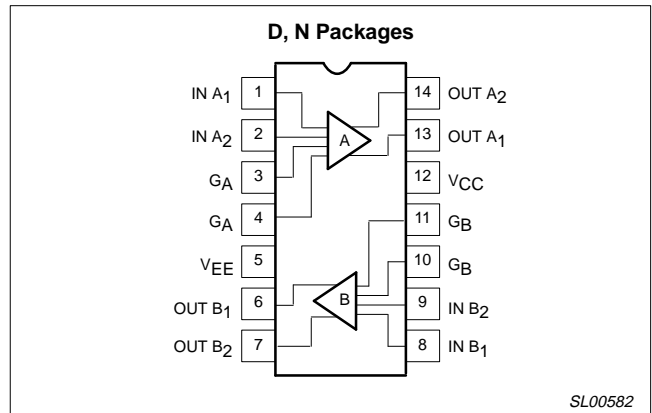 D, N Packages
IN A1 1 14 OUT A2
IN A2 2 A 13 OUT A1
GA 3 12 VCC
GA 4 11 GB
VEE 5 10 GB
OUT B1 6 B 9 IN B2
OUT B2 7 8 IN B1
SL00582